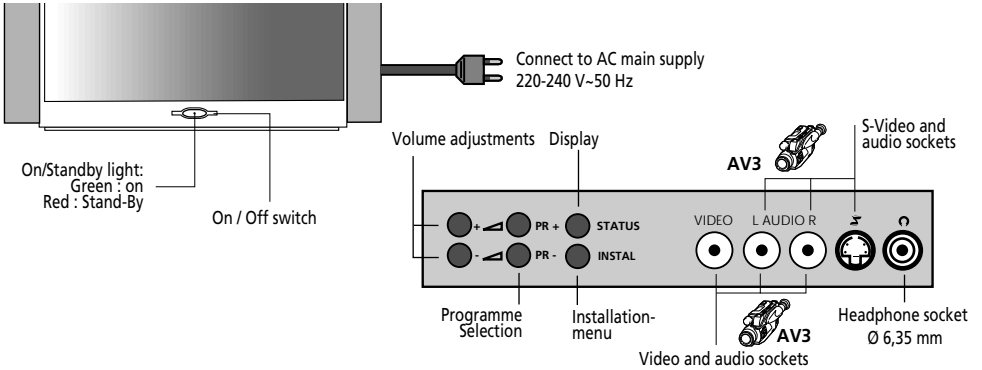 Connect to AC main supply
220-240 V~50 Hz
On/Standby light:
Green : on
Red : Stand-By
On / Off switch
Volume adjustments
Display
AV3
S-Video and
audio sockets
+ PR + STATUS
- PR - INSTAL
VIDEO L AUDIO R
Programme
Selection
Installation-
menu
AV3
Video and audio sockets
Headphone socket
Ø 6,35 mm